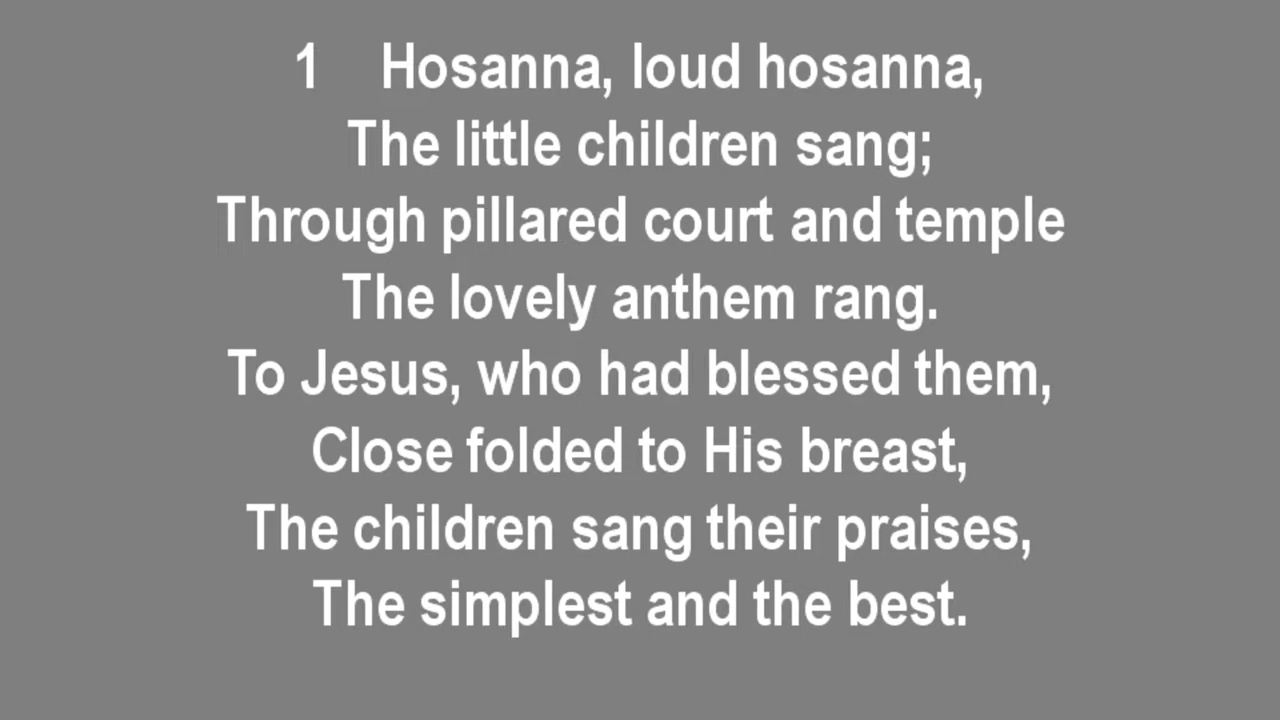 1 Hosanna, loud hosanna,
The little children sang;
Through pillared court and temple
The lovely anthem rang.
To Jesus, who had blessed them,
Close folded to His breast,
The children sang their praises,
The simplest and the best.